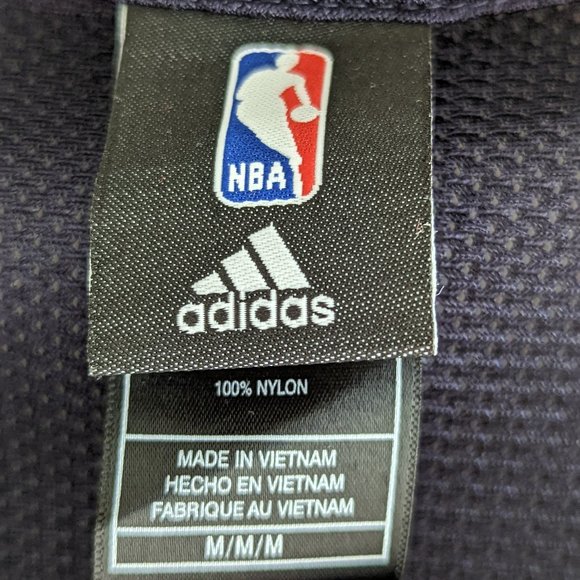 NBA
adidas
100% NYLON
MADE IN VIETNAM
HECHO EN VIETNAM
FABRIQUE AU VIETNAM
M/M/M